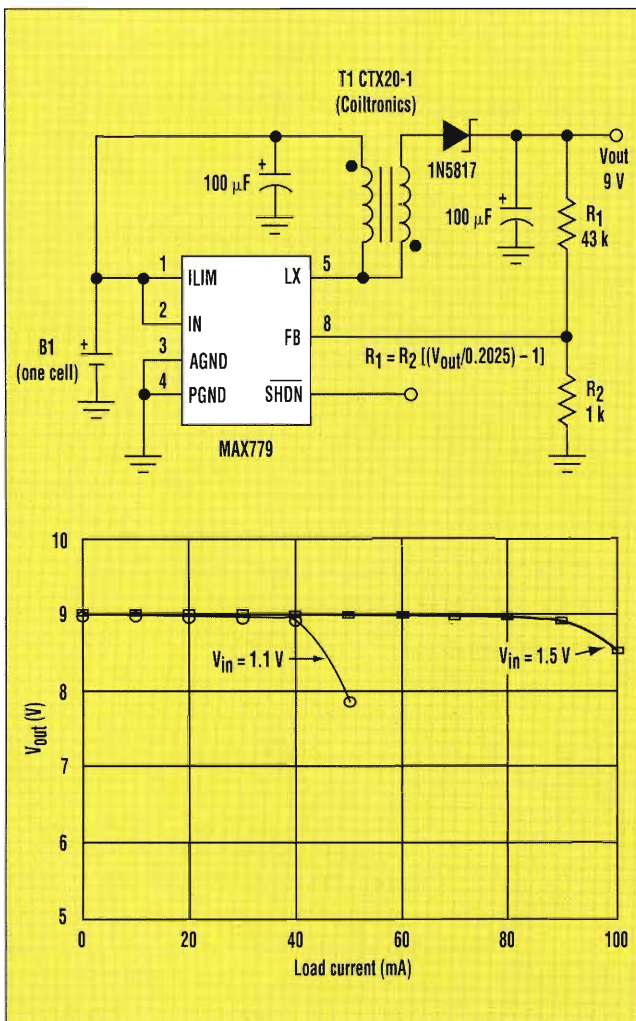 T1 CTX20-1
(Coiltronics)
1N5817
Vout
9 V
100 µF
100 µF
R1
43 k
1
ILIM
LX
5
2
IN
FB
8
R1 = R2 [(Vout/0.2025) – 1]
B1
(one cell)
3
AGND
4
PGND
SHDN
R2
1 k
MAX779
10
9
8
7
6
5
Vout (V)
Vin = 1.1 V
Vin = 1.5 V
0
20
40
60
80
100
Load current (mA)
+
+
+